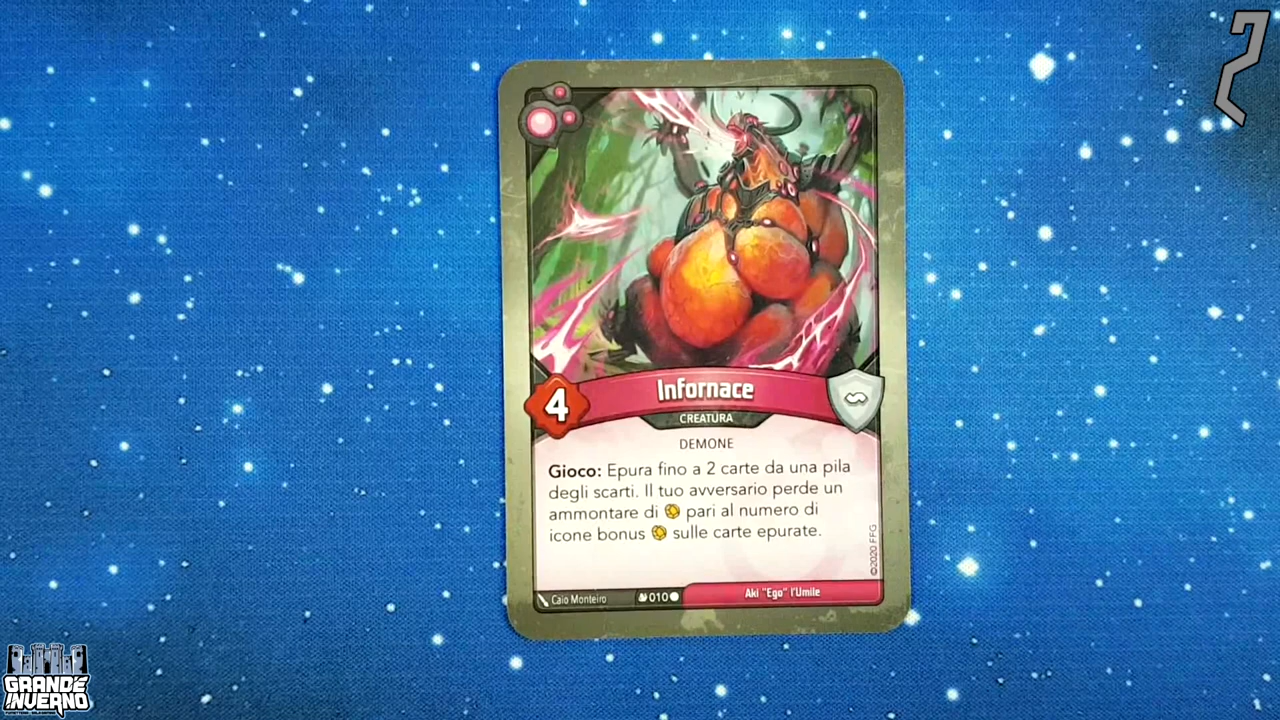 2
4
Infornace
CREATURA
DEMONE
Gioco: Epura fino a 2 carte da una pila
degli scarti. Il tuo avversario perde un
ammontare di pari al numero di
icone bonus sulle carte epurate.
©2020 FFG
Caio Monteiro
010
Aki "Ego" l'Umile
GRANDE
INVERNO